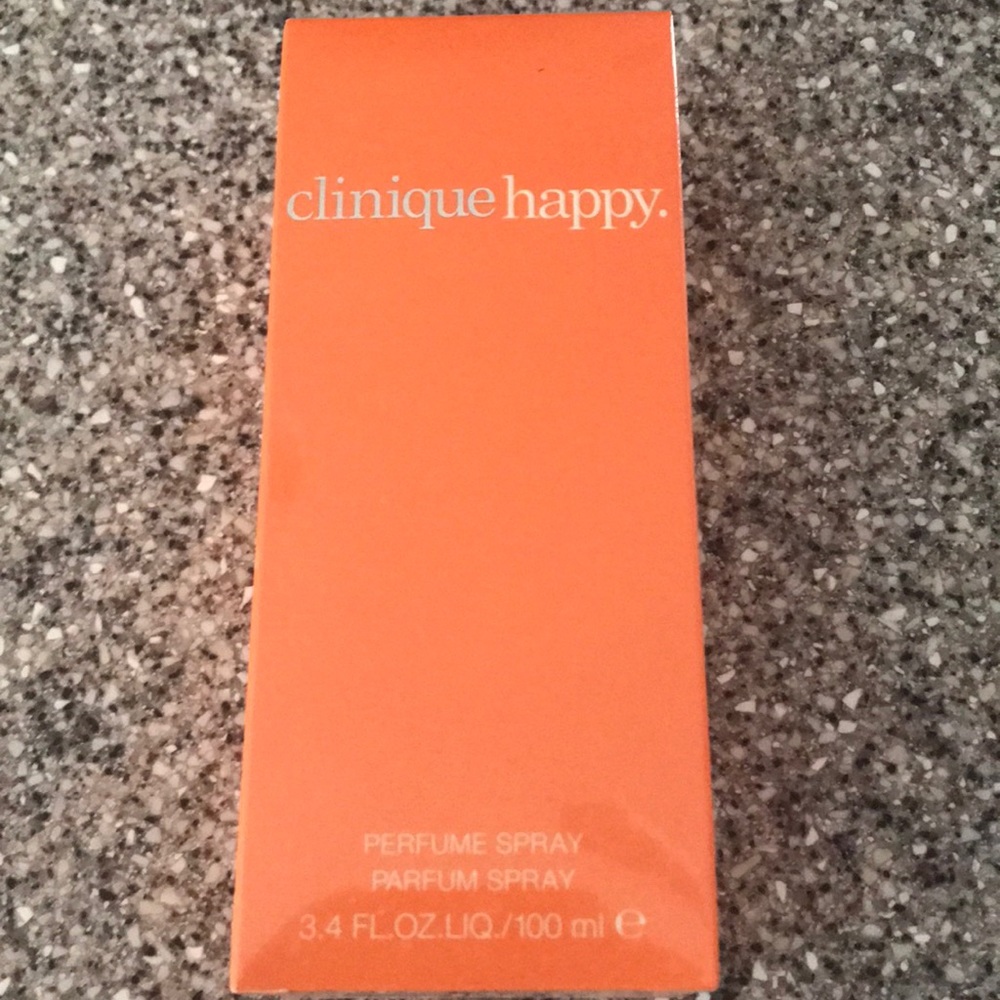 clinique happy.
PERFUME SPRAY
PARFUM SPRAY
3.4 FL.OZ.LIQ./100 ml ℮